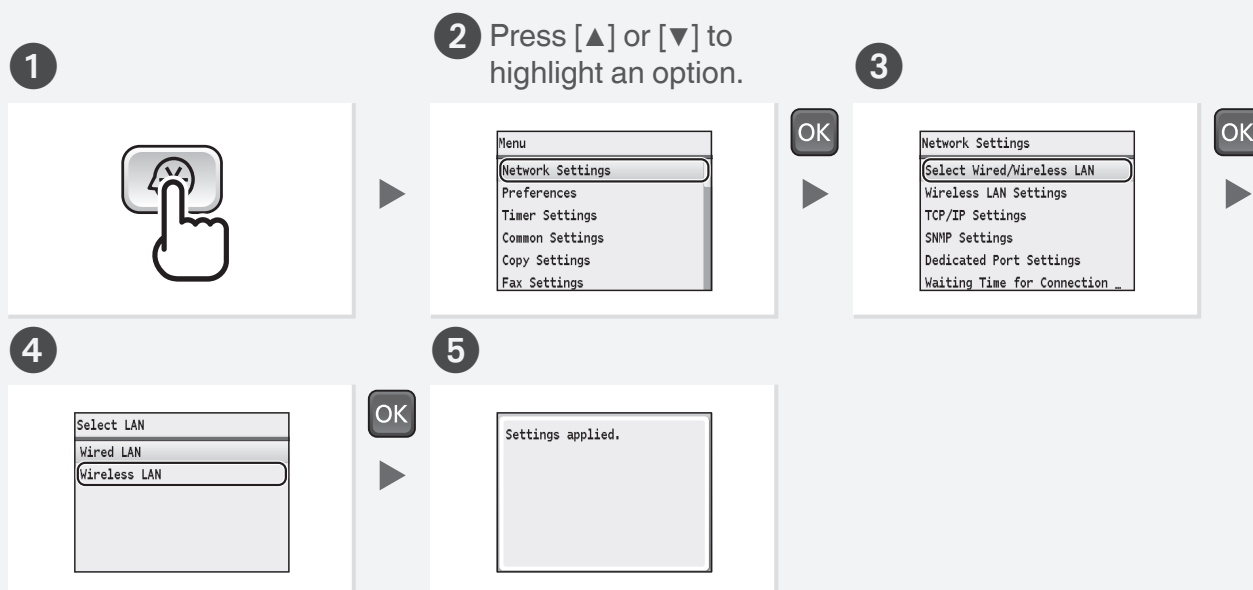 1
2 Press [▲] or [▼] to
highlight an option.
Menu
Network Settings
Preferences
Timer Settings
Common Settings
Copy Settings
Fax Settings
OK
3
Network Settings
Select Wired/Wireless LAN
Wireless LAN Settings
TCP/IP Settings
SNMP Settings
Dedicated Port Settings
Waiting Time for Connection …
OK
4
Select LAN
Wired LAN
Wireless LAN
OK
5
Settings applied.